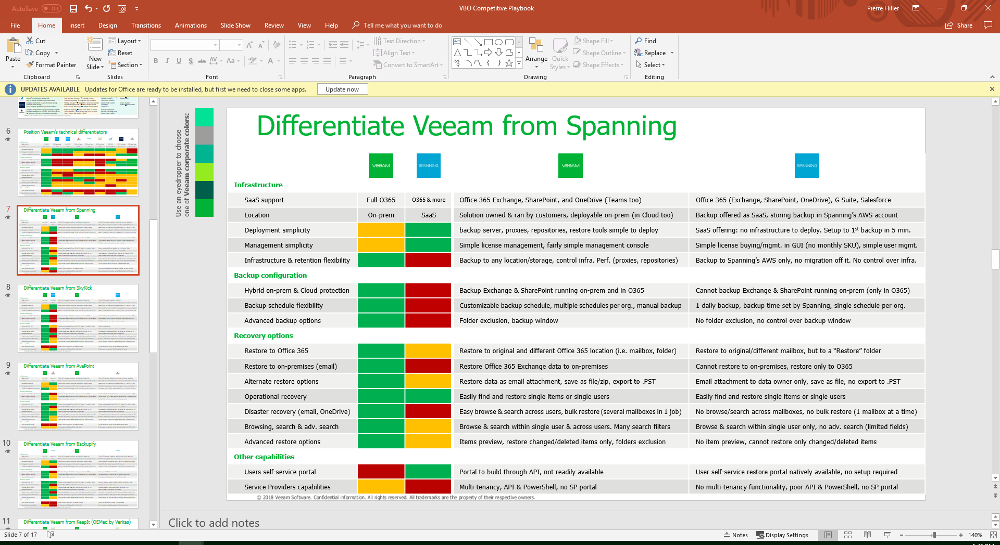 AutoSave Off
VBO Competitive Playbook
Pierre Hiller
File Home Insert Design Transitions Animations Slide Show Review View Help Tell me what you want to do
Share
Paste
Cut
Copy
Format Painter
Clipboard
New Slide
Layout
Reset
Section
Slides
Font
Text Direction
Align Text
Convert to SmartArt
Paragraph
Arrange
Quick Styles
Shape Fill
Shape Outline
Shape Effects
Drawing
Find
Replace
Select
Editing
UPDATES AVAILABLE Updates for Office are ready to be installed, but first we need to close some apps. Update now
6
Position Veeam's technical differentiators
7
Differentiate Veeam from Spanning
8
Differentiate Veeam from SkyKick
9
Differentiate Veeam from AvePoint
10
Differentiate Veeam from Backupify
11
Differentiate Veeam from KeepIt (OEMed by Veritas)
Use an eyedropper to choose
one of Veeam corporate colors:
Differentiate Veeam from Spanning
veeam SPANNING veeam SPANNING
Infrastructure
SaaS support Full O365 O365 & more Office 365 Exchange, SharePoint, and OneDrive (Teams too) Office 365 (Exchange, SharePoint, OneDrive), G Suite, Salesforce
Location On-prem SaaS Solution owned & ran by customers, deployable on-prem (in Cloud too) Backup offered as SaaS, storing backup in Spanning's AWS account
Deployment simplicity backup server, proxies, repositories, restore tools simple to deploy SaaS offering: no infrastructure to deploy. Setup to 1st backup in 5 min.
Management simplicity Simple license management, fairly simple management console Simple license buying/mgmt. in GUI (no monthly SKU), simple user mgmt.
Infrastructure & retention flexibility Backup to any location/storage, control infra. Perf. (proxies, repositories) Backup to Spanning's AWS only, no migration off it. No control over infra.
Backup configuration
Hybrid on-prem & Cloud protection Backup Exchange & SharePoint running on-prem and in O365 Cannot backup Exchange & SharePoint running on-prem (only in O365)
Backup schedule flexibility Customizable backup schedule, multiple schedules per org., manual backup 1 daily backup, backup time set by Spanning, single schedule per org.
Advanced backup options Folder exclusion, backup window No folder exclusion, no control over backup window
Recovery options
Restore to Office 365 Restore to original and different Office 365 location (i.e. mailbox, folder) Restore to original/different mailbox, but to a “Restore” folder
Restore to on-premises (email) Restore Office 365 Exchange data to on-premises Cannot restore to on-premises, restore only to O365
Alternate restore options Restore data as email attachment, save as file/zip, export to .PST Email attachment to data owner only, save as file, no export to .PST
Operational recovery Easily find and restore single items or single users Easily find and restore single items or single users
Disaster recovery (email, OneDrive) Easy browse & search across users, bulk restore (several mailboxes in 1 job) No browse/search across mailboxes, no bulk restore (1 mailbox at a time)
Browsing, search & adv. search Browse & search within single user & across users. Many search filters Browse & search within single user only, no adv. search (limited fields)
Advanced restore options Items preview, restore changed/deleted items only, folders exclusion No item preview, cannot restore only changed/deleted items
Other capabilities
Users self-service portal Portal to build through API, not readily available User self-service restore portal natively available, no setup required
Service Providers capabilities Multi-tenancy, API & PowerShell, no SP portal No multi-tenancy functionality, poor API & PowerShell, no SP portal
© 2018 Veeam Software. Confidential information. All rights reserved. All trademarks are the property of their respective owners.
Click to add notes
Slide 7 of 17
Notes Display Settings 140%